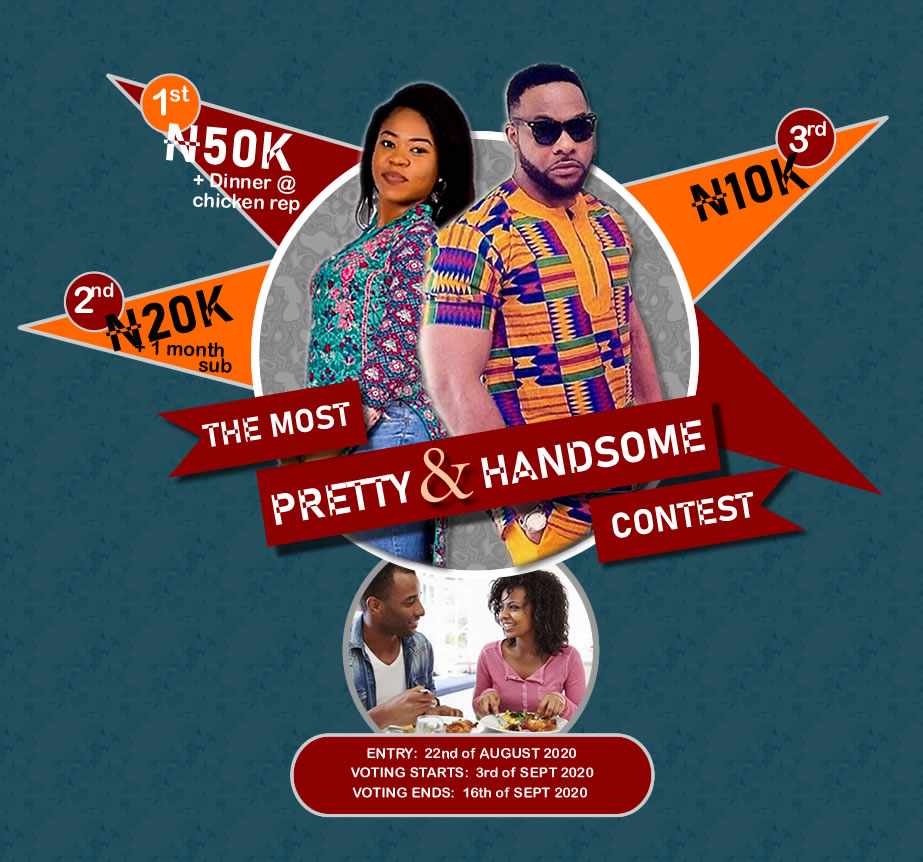 1st
N50K
+ Dinner @
chicken rep
3rd
N10K
2nd
N20K
+ 1 month
sub
THE MOST
PRETTY & HANDSOME
CONTEST
ENTRY: 22nd of AUGUST 2020
VOTING STARTS: 3rd of SEPT 2020
VOTING ENDS: 16th of SEPT 2020